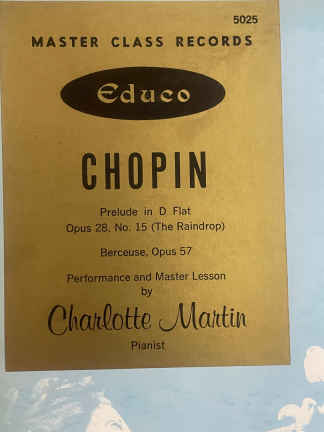 5025
MASTER CLASS RECORDS
Educo
CHOPIN
Prelude in D Flat
Opus 28, No. 15 (The Raindrop)
Berceuse, Opus 57
Performance and Master Lesson
by
Charlotte Martin
Pianist